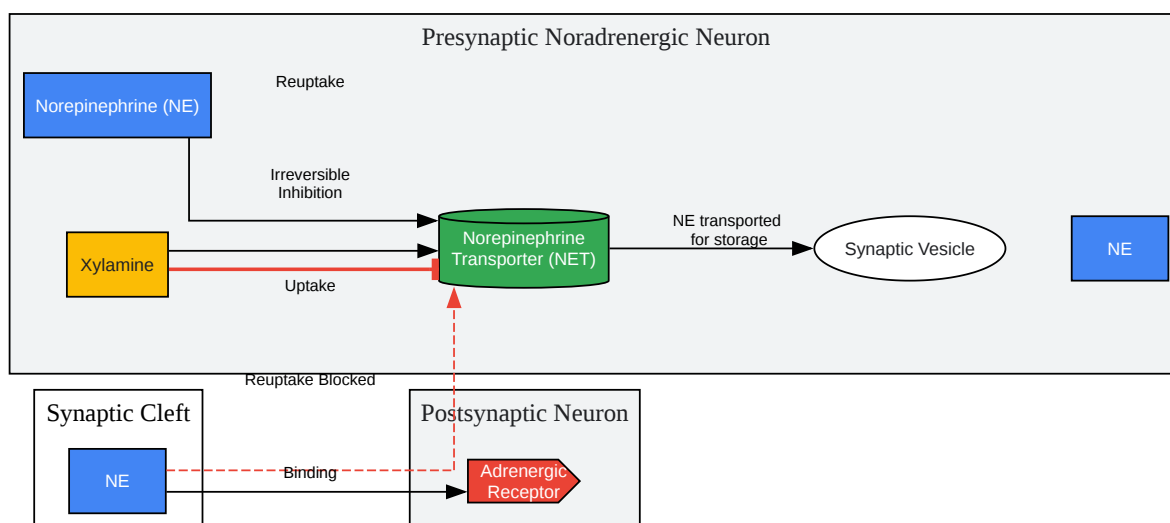 Presynaptic Noradrenergic Neuron
Reuptake
Norepinephrine (NE)
Irreversible
Inhibition
Xylamine
Uptake
Norepinephrine
Transporter (NET)
NE transported
for storage
Synaptic Vesicle
NE
Reuptake Blocked
Synaptic Cleft
Postsynaptic Neuron
NE
Binding
Adrenergic
Receptor